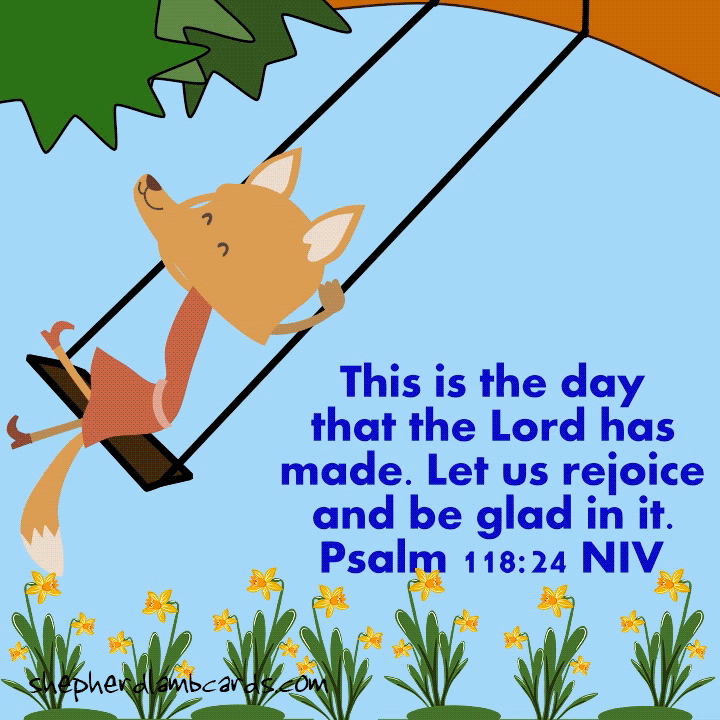 This is the day
that the Lord has
made. Let us rejoice
and be glad in it.
Psalm 118:24 NIV
shepherdlambcards.com